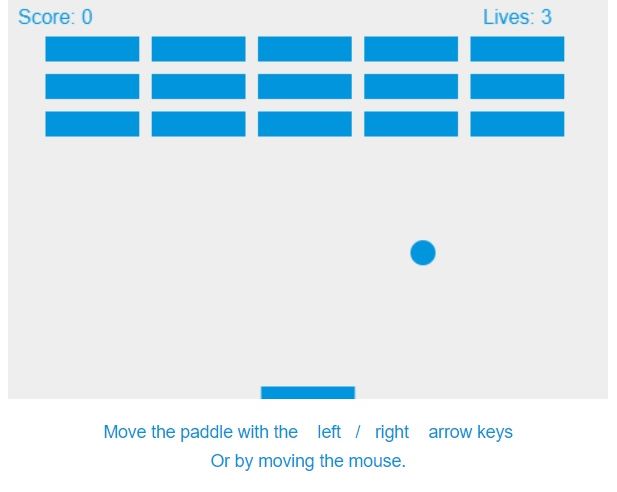 Score: 0 Lives: 3
Move the paddle with the left / right arrow keys
Or by moving the mouse.